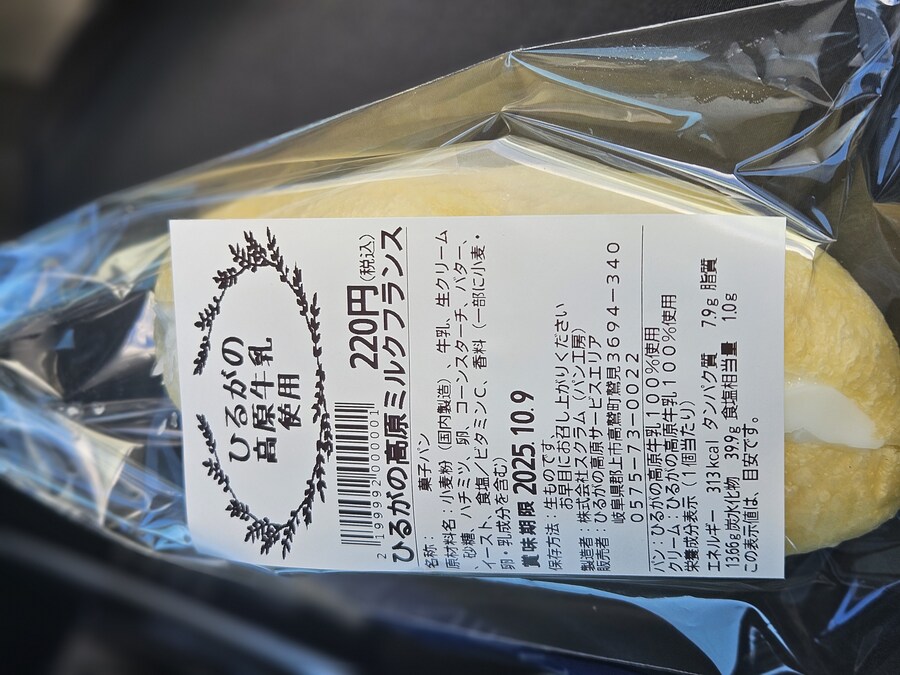 ひるがの
高原牛乳
使用
2199992000001
220円(税込)
ひるがの高原ミルクフランス
名称: 菓子パン
原材料名:小麦粉(国内製造)、牛乳、生クリーム
、砂糖、ハチミツ、卵、コーンスターチ、バター、
イースト、食塩/ビタミンC、香料(一部に小麦・
卵・乳成分を含む)
賞味期限 2025.10.9
保存方法:生ものです
お早目にお召し上がりください
製造者:株式会社スクラム(パン工房)
販売者:ひるがの高原サービスエリア
岐阜県郡上市高鷲町鷲見3694-340
0575-73-0022
パン:ひるがの高原牛乳10%使用
クリーム:ひるがの高原牛乳100%使用
栄養成分表示(1個当たり)
エネルギー 313kcal タンパク質 7.9g 脂質
13.66g 炭水化物 39.9g 食塩相当量 1.0g
この表示値は、目安です。